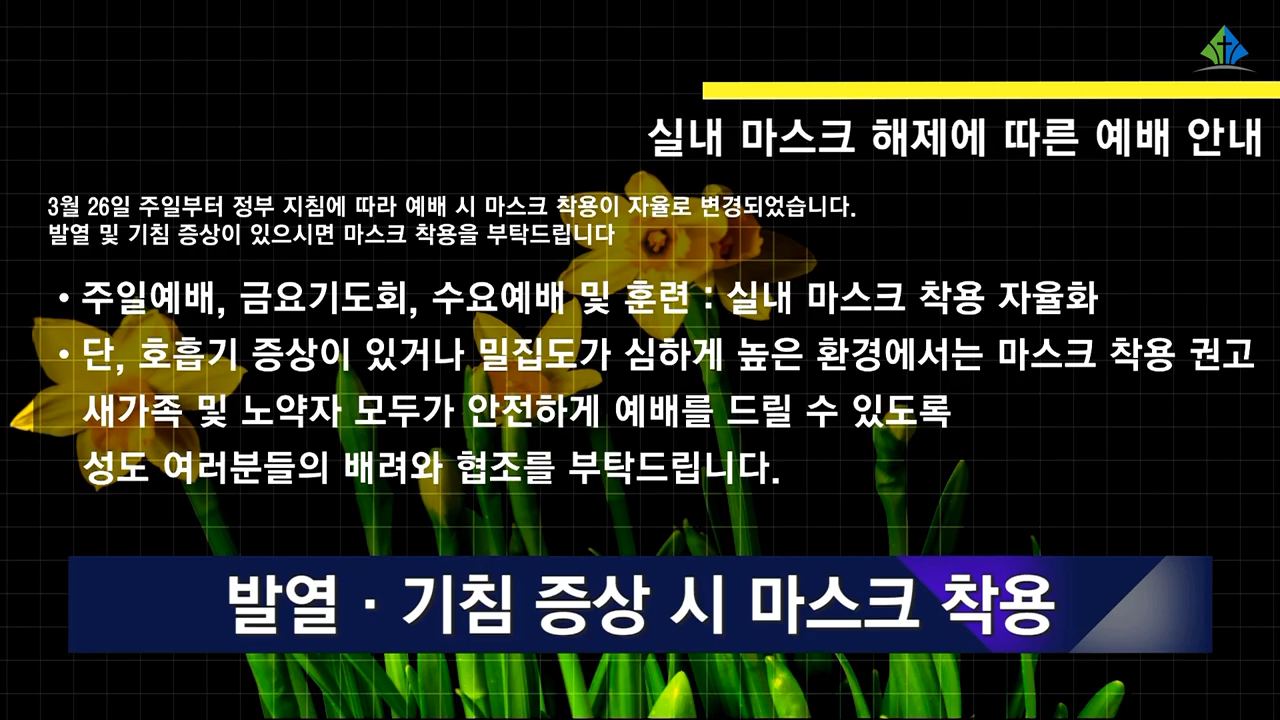 실내 마스크 해제에 따른 예배 안내
3월 26일 주일부터 정부 지침에 따라 예배 시 마스크 착용이 자율로 변경되었습니다.
발열 및 기침 증상이 있으시면 마스크 착용을 부탁드립니다
• 주일예배, 금요기도회, 수요예배 및 훈련 : 실내 마스크 착용 자율화
• 단, 호흡기 증상이 있거나 밀집도가 심하게 높은 환경에서는 마스크 착용 권고
새가족 및 노약자 모두가 안전하게 예배를 드릴 수 있도록
성도 여러분들의 배려와 협조를 부탁드립니다.
발열 · 기침 증상 시 마스크 착용